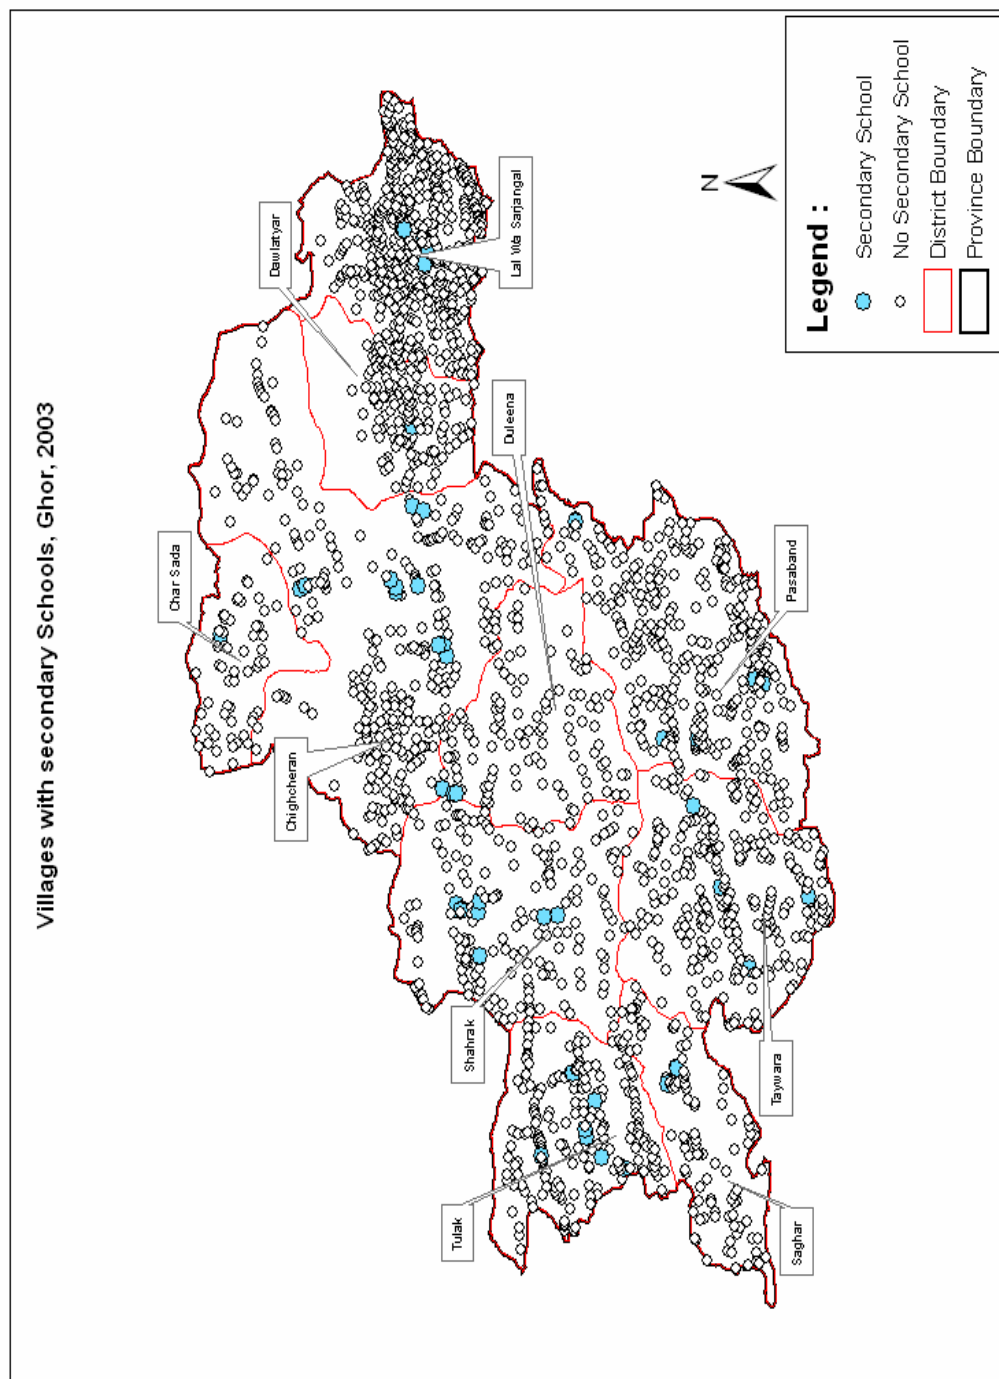 Villages with secondary Schools, Ghor, 2003
Char Sada
Dawlatyar
Chighcheran
Lal Wa Sarjangal
Duleena
Shahrak
Tulak
Pasaband
Taywara
Saghar
N
Legend :
Secondary School
No Secondary School
District Boundary
Province Boundary